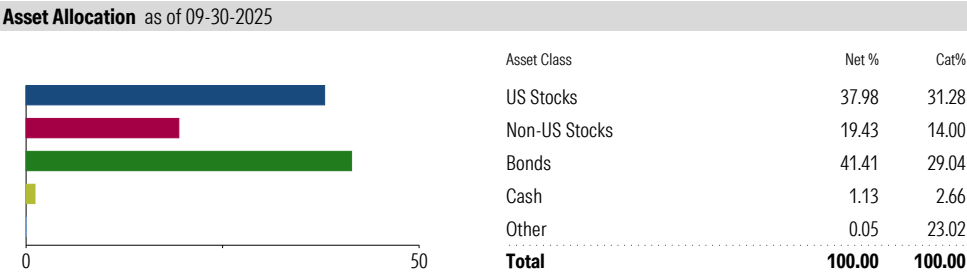 Asset Allocation as of 09-30-2025
Asset Class Net % Cat%
US Stocks 37.98 31.28
Non-US Stocks 19.43 14.00
Bonds 41.41 29.04
Cash 1.13 2.66
Other 0.05 23.02
0 50
Total 100.00 100.00